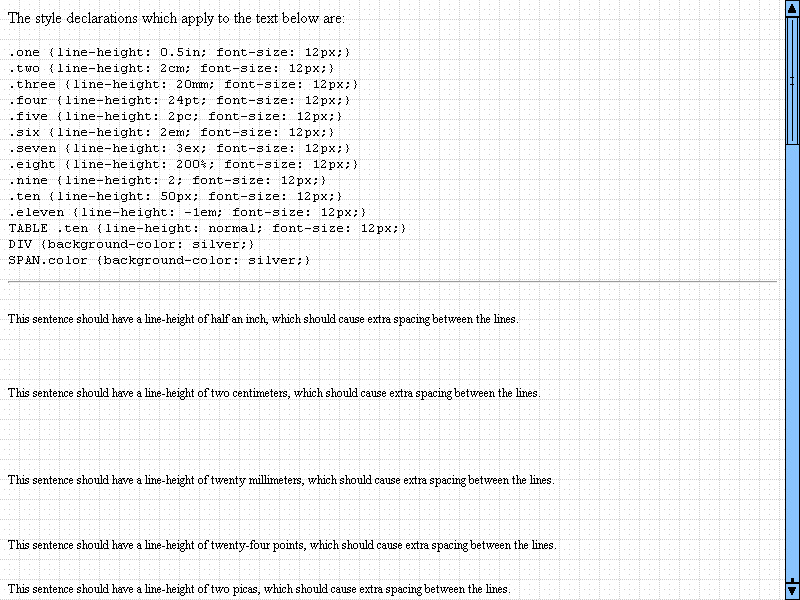 The style declarations which apply to the text below are:
.one {line-height: 0.5in; font-size: 12px;}
.two {line-height: 2cm; font-size: 12px;}
.three {line-height: 20mm; font-size: 12px;}
.four {line-height: 24pt; font-size: 12px;}
.five {line-height: 2pc; font-size: 12px;}
.six {line-height: 2em; font-size: 12px;}
.seven {line-height: 3ex; font-size: 12px;}
.eight {line-height: 200%; font-size: 12px;}
.nine {line-height: 2; font-size: 12px;}
.ten {line-height: 50px; font-size: 12px;}
.eleven {line-height: -1em; font-size: 12px;}
TABLE .ten {line-height: normal; font-size: 12px;}
DIV {background-color: silver;}
SPAN.color {background-color: silver;}
This sentence should have a line-height of half an inch, which should cause extra spacing between the lines.
This sentence should have a line-height of two centimeters, which should cause extra spacing between the lines.
This sentence should have a line-height of twenty millimeters, which should cause extra spacing between the lines.
This sentence should have a line-height of twenty-four points, which should cause extra spacing between the lines.
This sentence should have a line-height of two picas, which should cause extra spacing between the lines.